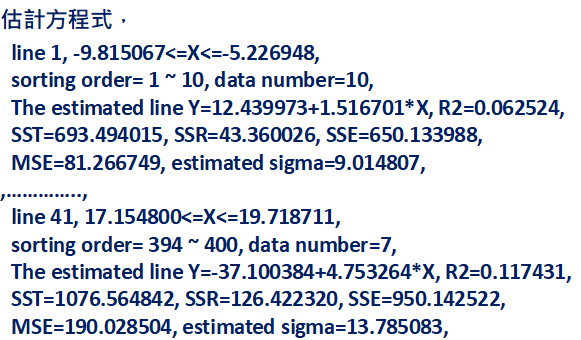 估計方程式，
line 1, -9.815067<=X<=-5.226948,
sorting order= 1 ~ 10, data number=10,
The estimated line Y=12.439973+1.516701*X, R2=0.062524,
SST=693.494015, SSR=43.360026, SSE=650.133988,
MSE=81.266749, estimated sigma=9.014807,
,…………..,
line 41, 17.154800<=X<=19.718711,
sorting order= 394 ~ 400, data number=7,
The estimated line Y=-37.100384+4.753264*X, R2=0.117431,
SST=1076.564842, SSR=126.422320, SSE=950.142522,
MSE=190.028504, estimated sigma=13.785083,